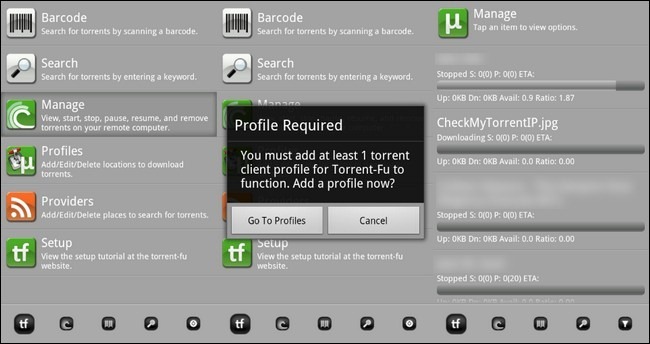 Barcode
Search for torrents by scanning a barcode.
Search
Search for torrents by entering a keyword.
Manage
View, start, stop, pause, resume, and remove
torrents on your remote computer.
Profiles
Add/Edit/Delete locations to download
torrents.
Providers
Add/Edit/Delete places to search for torrents.
tf
Setup
View the setup tutorial at the torrent-fu
website.
tf
Barcode
Search for torrents by scanning a barcode.
Search
Search for torrents by entering a keyword.
Manage
Profile Required
You must add at least 1 torrent
client profile for Torrent-Fu to
function. Add a profile now?
Go To Profiles
Cancel
tf
Setup
View the setup tutorial at the torrent-fu
website.
tf
µ
Manage
Tap an item to view options.
Stopped S: 0(0) P: 0(0) ETA:
Up: 0KB Dn: 0KB Avail: 0.9 Ratio: 1.87
CheckMyTorrentIP.jpg
Downloading S: 0(0) P: 0(0) ETA:
Up: 0KB Dn: 0KB Avail: 0.0 Ratio: 0.00
Stopped S: 0(0) P: 0(0) ETA:
Up: 0KB Dn: 0KB Avail: 0.0 Ratio: 0.00
Stopped S: 0(0) P: 0(20) ETA:
Up: 0KB Dn: 0KB Avail: 0.0 Ratio: 0.00
tf